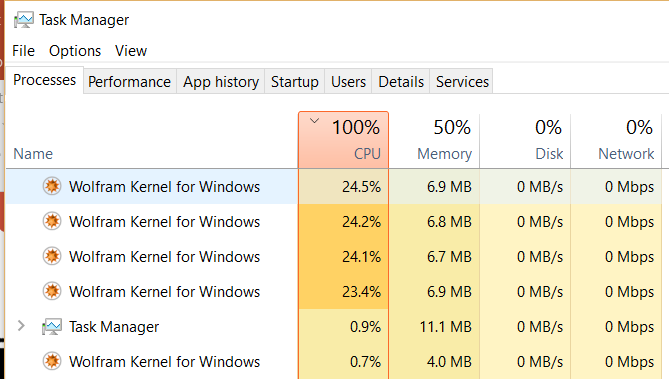 Task Manager
File Options View
Processes Performance App history Startup Users Details Services
100% 50% 0% 0%
Name CPU Memory Disk Network
Wolfram Kernel for Windows 24.5% 6.9 MB 0 MB/s 0 Mbps
Wolfram Kernel for Windows 24.2% 6.8 MB 0 MB/s 0 Mbps
Wolfram Kernel for Windows 24.1% 6.7 MB 0 MB/s 0 Mbps
Wolfram Kernel for Windows 23.4% 6.9 MB 0 MB/s 0 Mbps
Task Manager 0.9% 11.1 MB 0 MB/s 0 Mbps
Wolfram Kernel for Windows 0.7% 4.0 MB 0 MB/s 0 Mbps